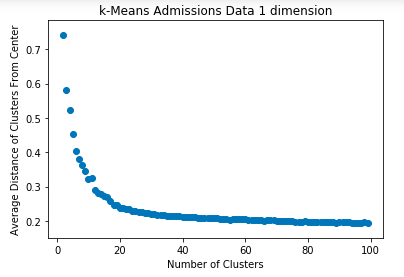 k-Means Admissions Data 1 dimension
Average Distance of Clusters From Center
0.7
0.6
0.5
0.4
0.3
0.2
0 20 40 60 80 100
Number of Clusters